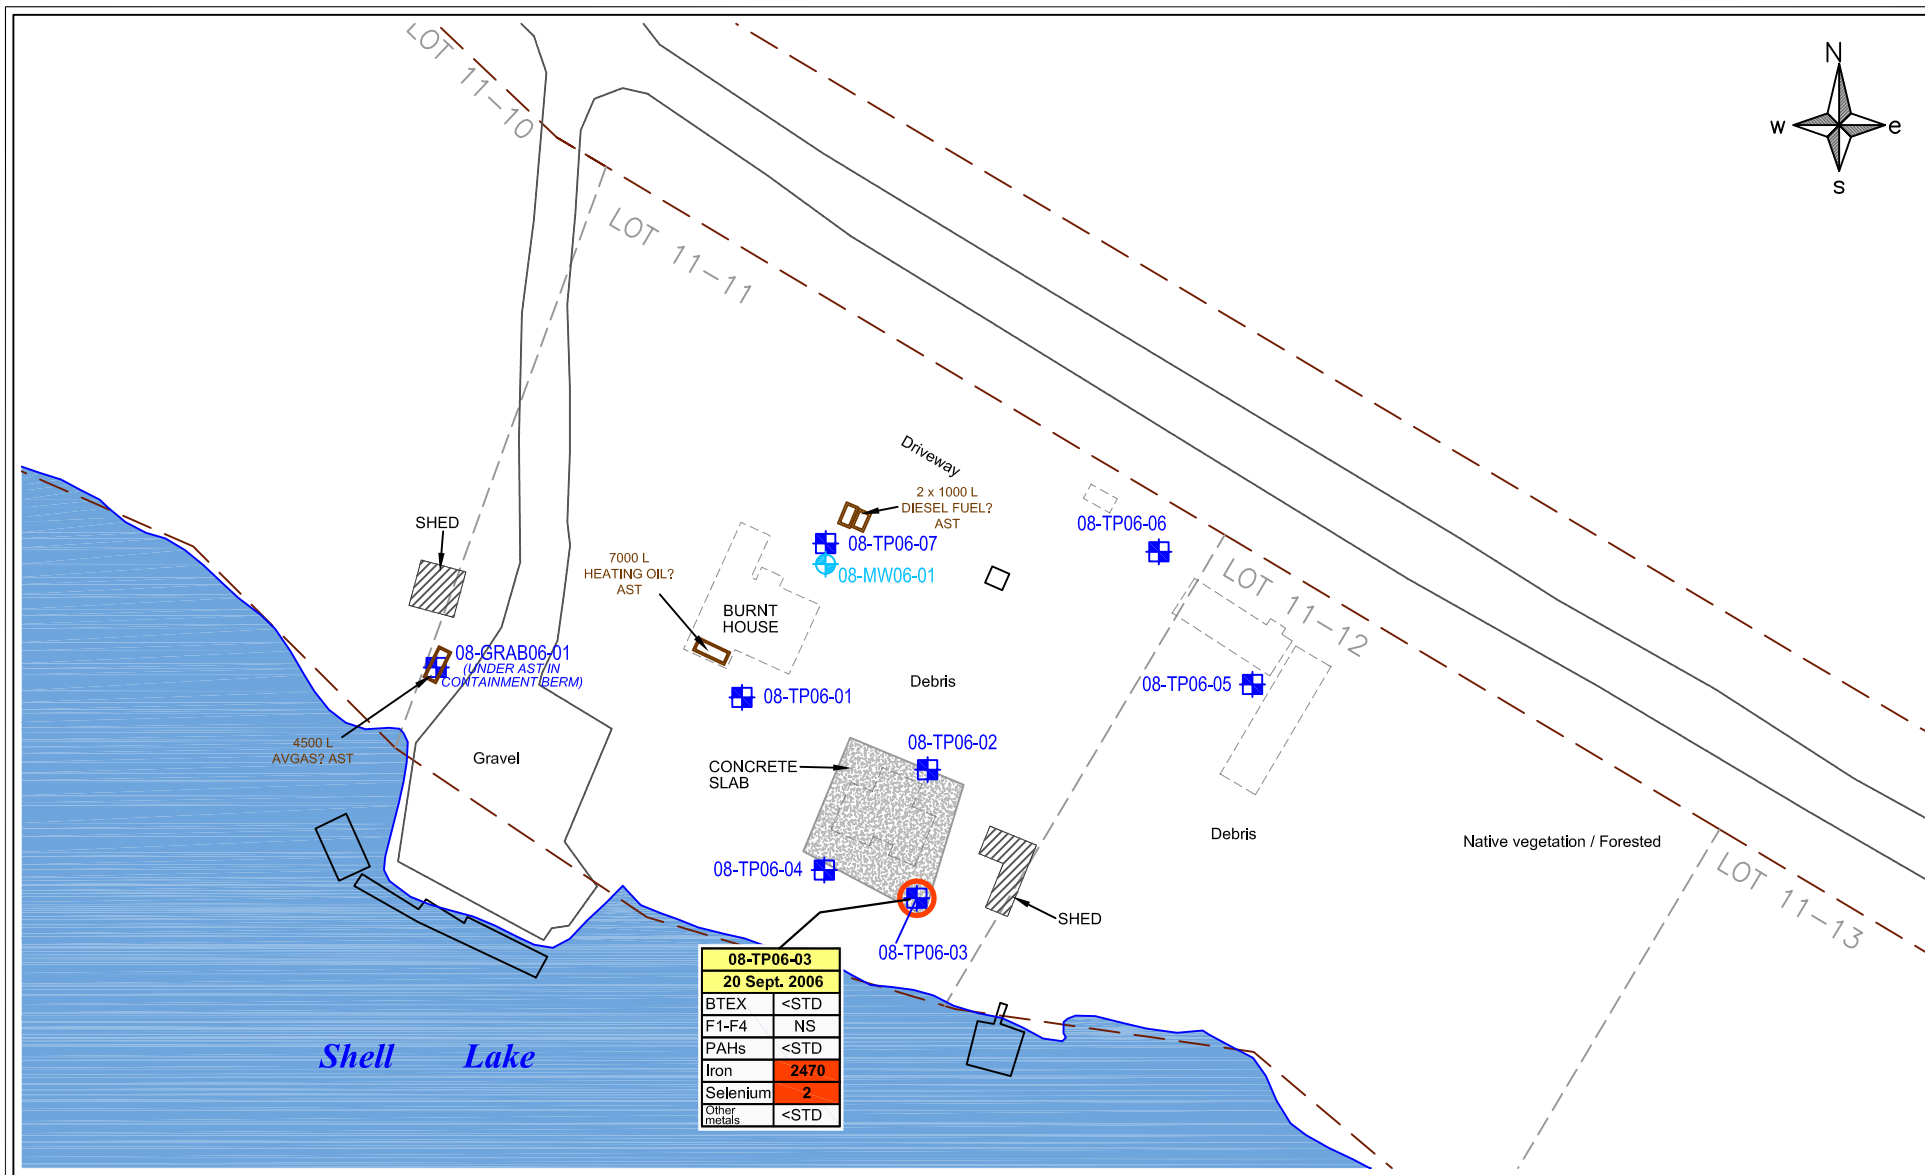 N
w
e
s
LOT 11-10
LOT 11-11
Driveway
2 x 1000 L
DIESEL FUEL?
AST
SHED
08-TP06-06
08-TP06-07
08-MW06-01
7000 L
HEATING OIL?
AST
BURNT
HOUSE
LOT 11-12
08-GRAB06-01
(UNDER AST IN
CONTAINMENT BERM)
08-TP06-01
Debris
08-TP06-05
4500 L
AVGAS? AST
Gravel
08-TP06-02
CONCRETE
SLAB
Debris
Native vegetation / Forested
08-TP06-04
LOT 11-13
SHED
08-TP06-03
08-TP06-03
20 Sept. 2006
BTEX <STD
F1-F4 NS
PAHs <STD
Iron 2470
Selenium 2
Other metals <STD
Shell Lake